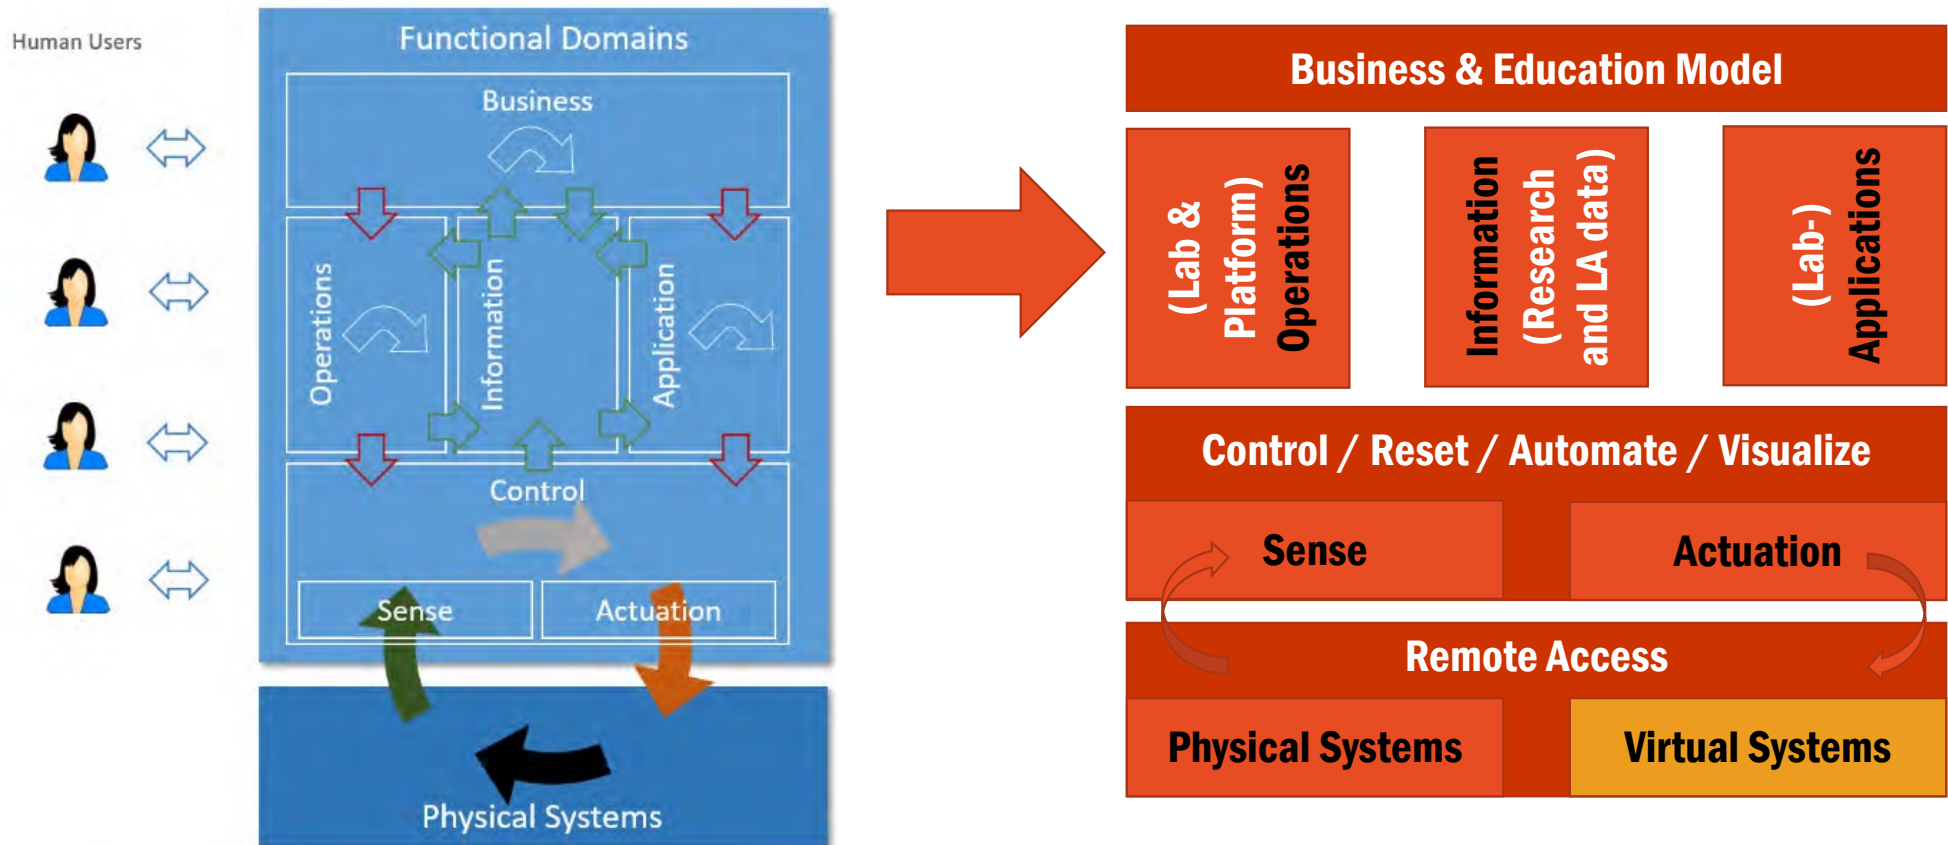 Human Users
Functional Domains
Business
Operations
Information
Application
Control
Sense
Actuation
Physical Systems
Business & Education Model
(Lab &
Platform)
Operations
Information
(Research
and LA data)
(Lab-)
Applications
Control / Reset / Automate / Visualize
Sense
Actuation
Remote Access
Physical Systems
Virtual Systems